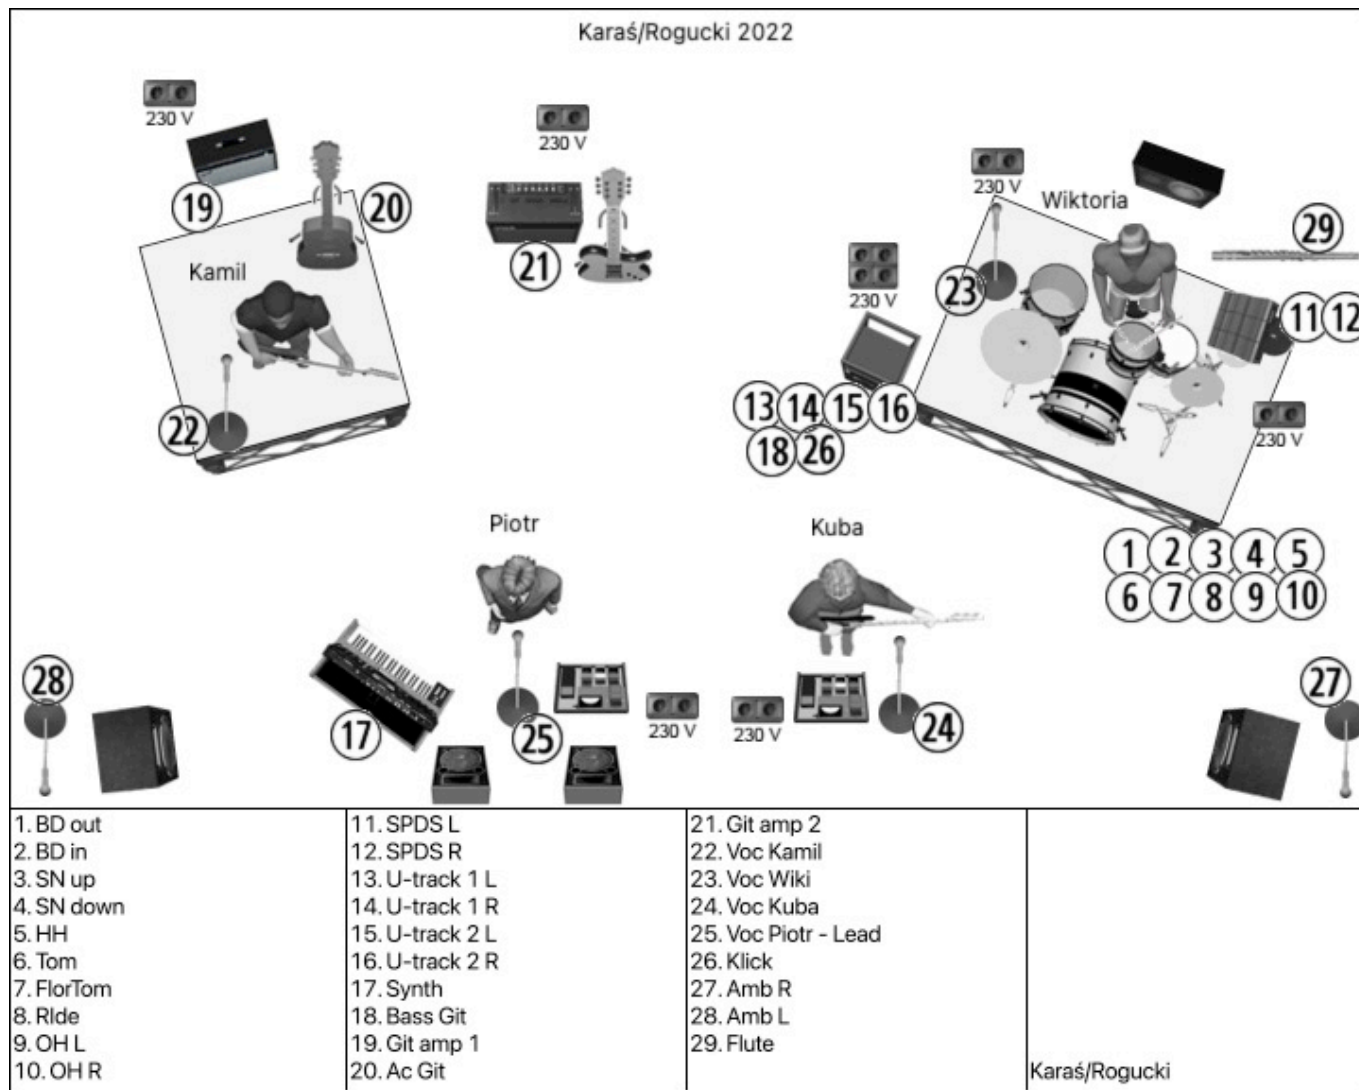 Karaś/Rogucki 2022
230 V
230 V
230 V
Wiktoria
19
20
21
29
Kamil
230 V
23
11 12
22
13 14 15 16
18 26
230 V
Piotr
Kuba
1 2 3 4 5
6 7 8 9 10
28
17
25
230 V
230 V
24
27
1. BD out
2. BD in
3. SN up
4. SN down
5. HH
6. Tom
7. FlorTom
8. RIde
9. OH L
10. OH R
11. SPDS L
12. SPDS R
13. U-track 1 L
14. U-track 1 R
15. U-track 2 L
16. U-track 2 R
17. Synth
18. Bass Git
19. Git amp 1
20. Ac Git
21. Git amp 2
22. Voc Kamil
23. Voc Wiki
24. Voc Kuba
25. Voc Piotr - Lead
26. Klick
27. Amb R
28. Amb L
29. Flute
Karaś/Rogucki